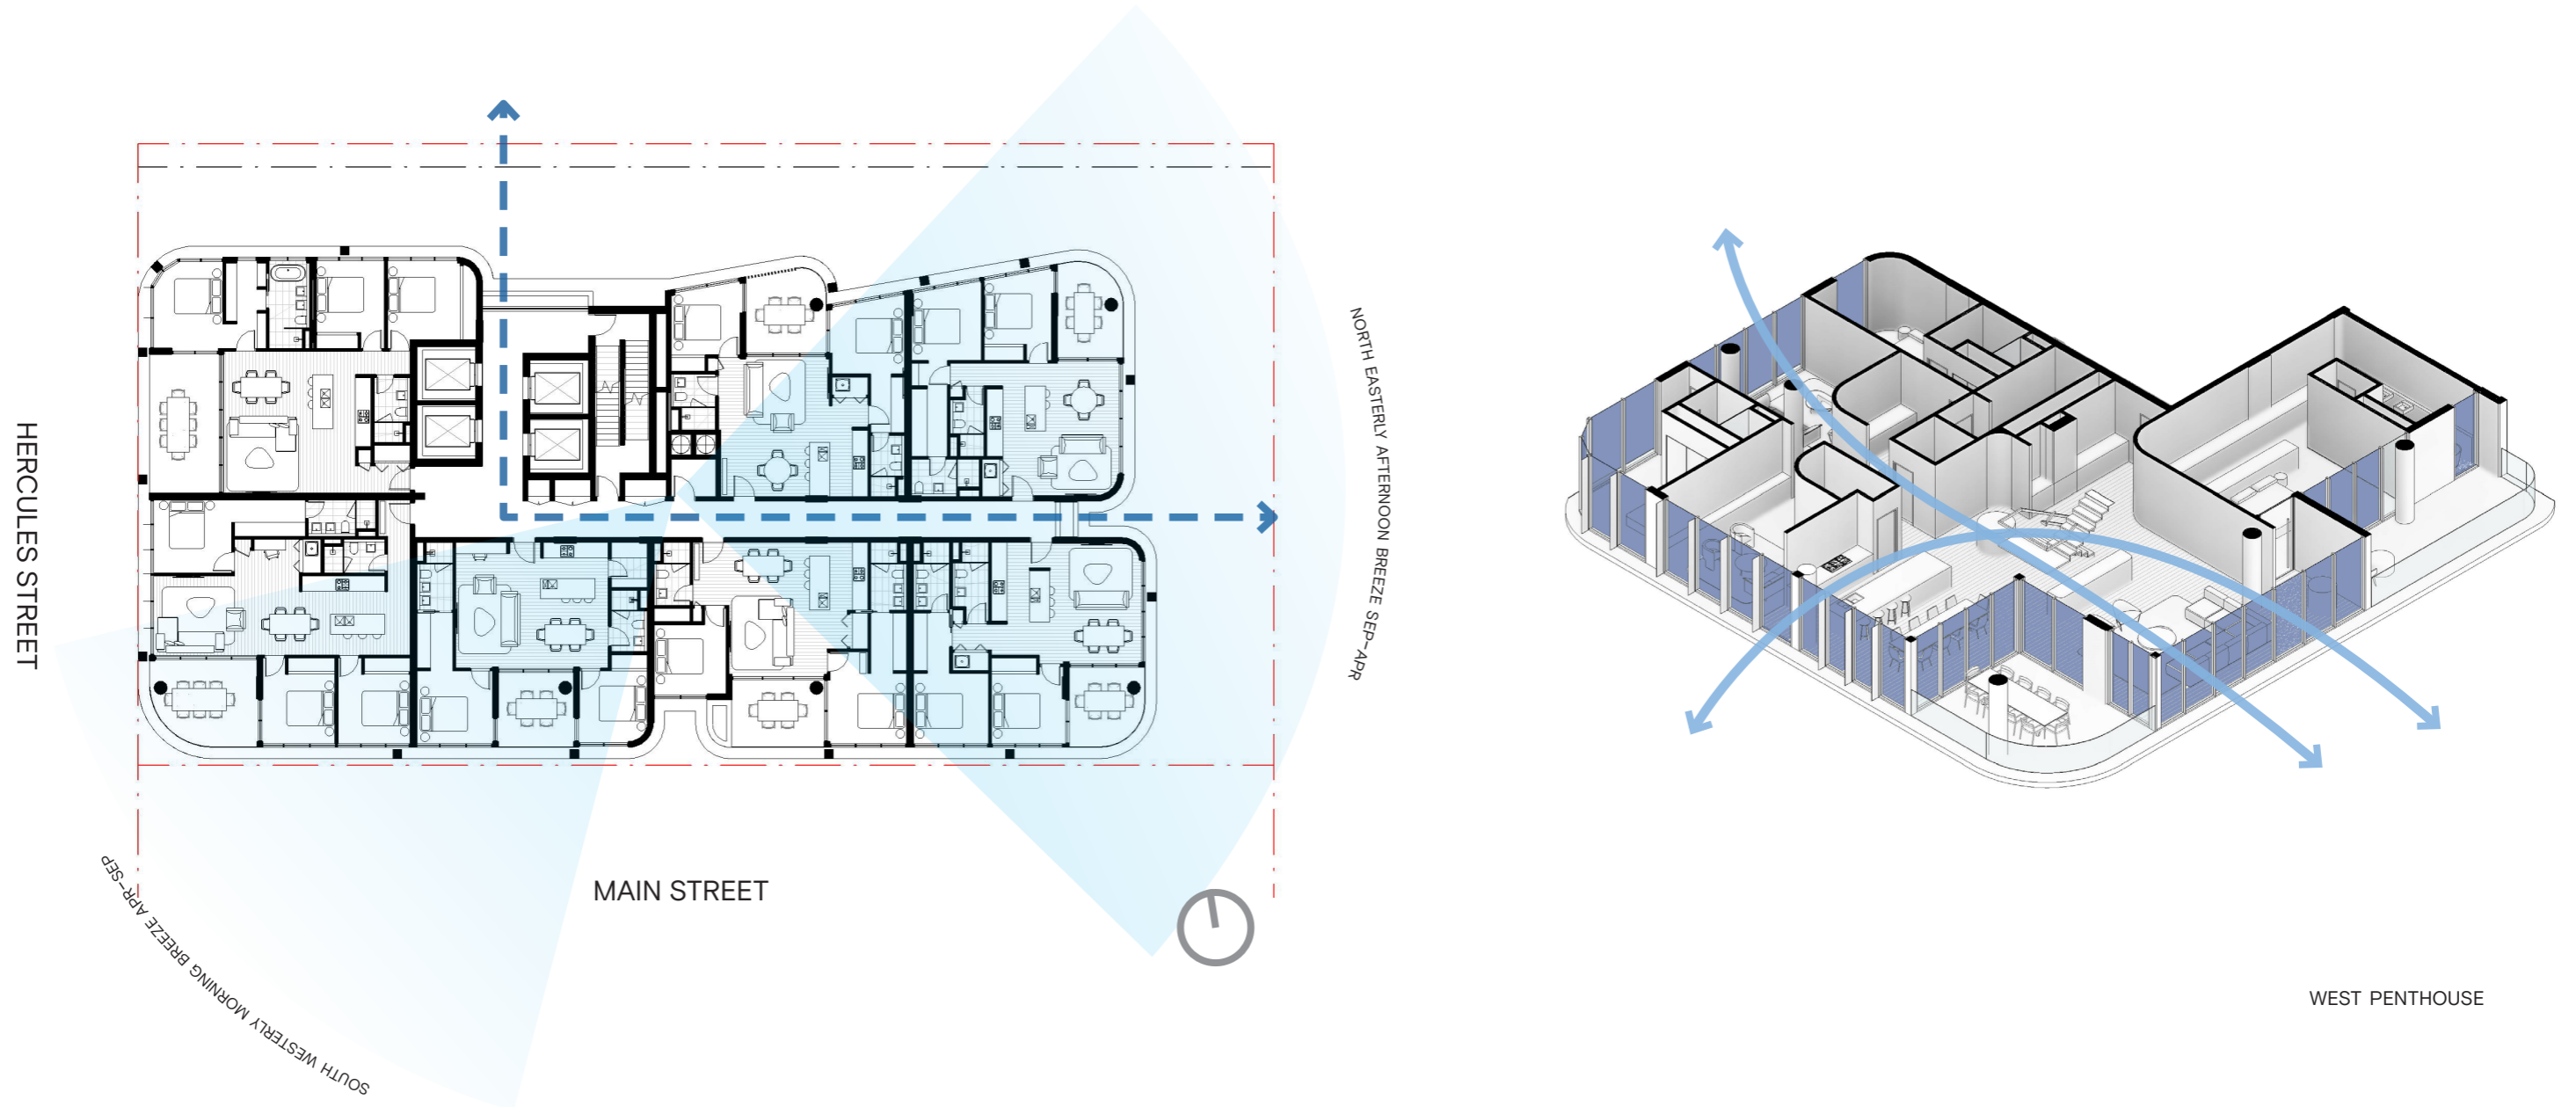 HERCULES STREET
NORTH EASTERLY AFTERNOON BREEZE SEP-APR
MAIN STREET
SOUTH WESTERLY MORNING BREEZE APR-SEP
WEST PENTHOUSE